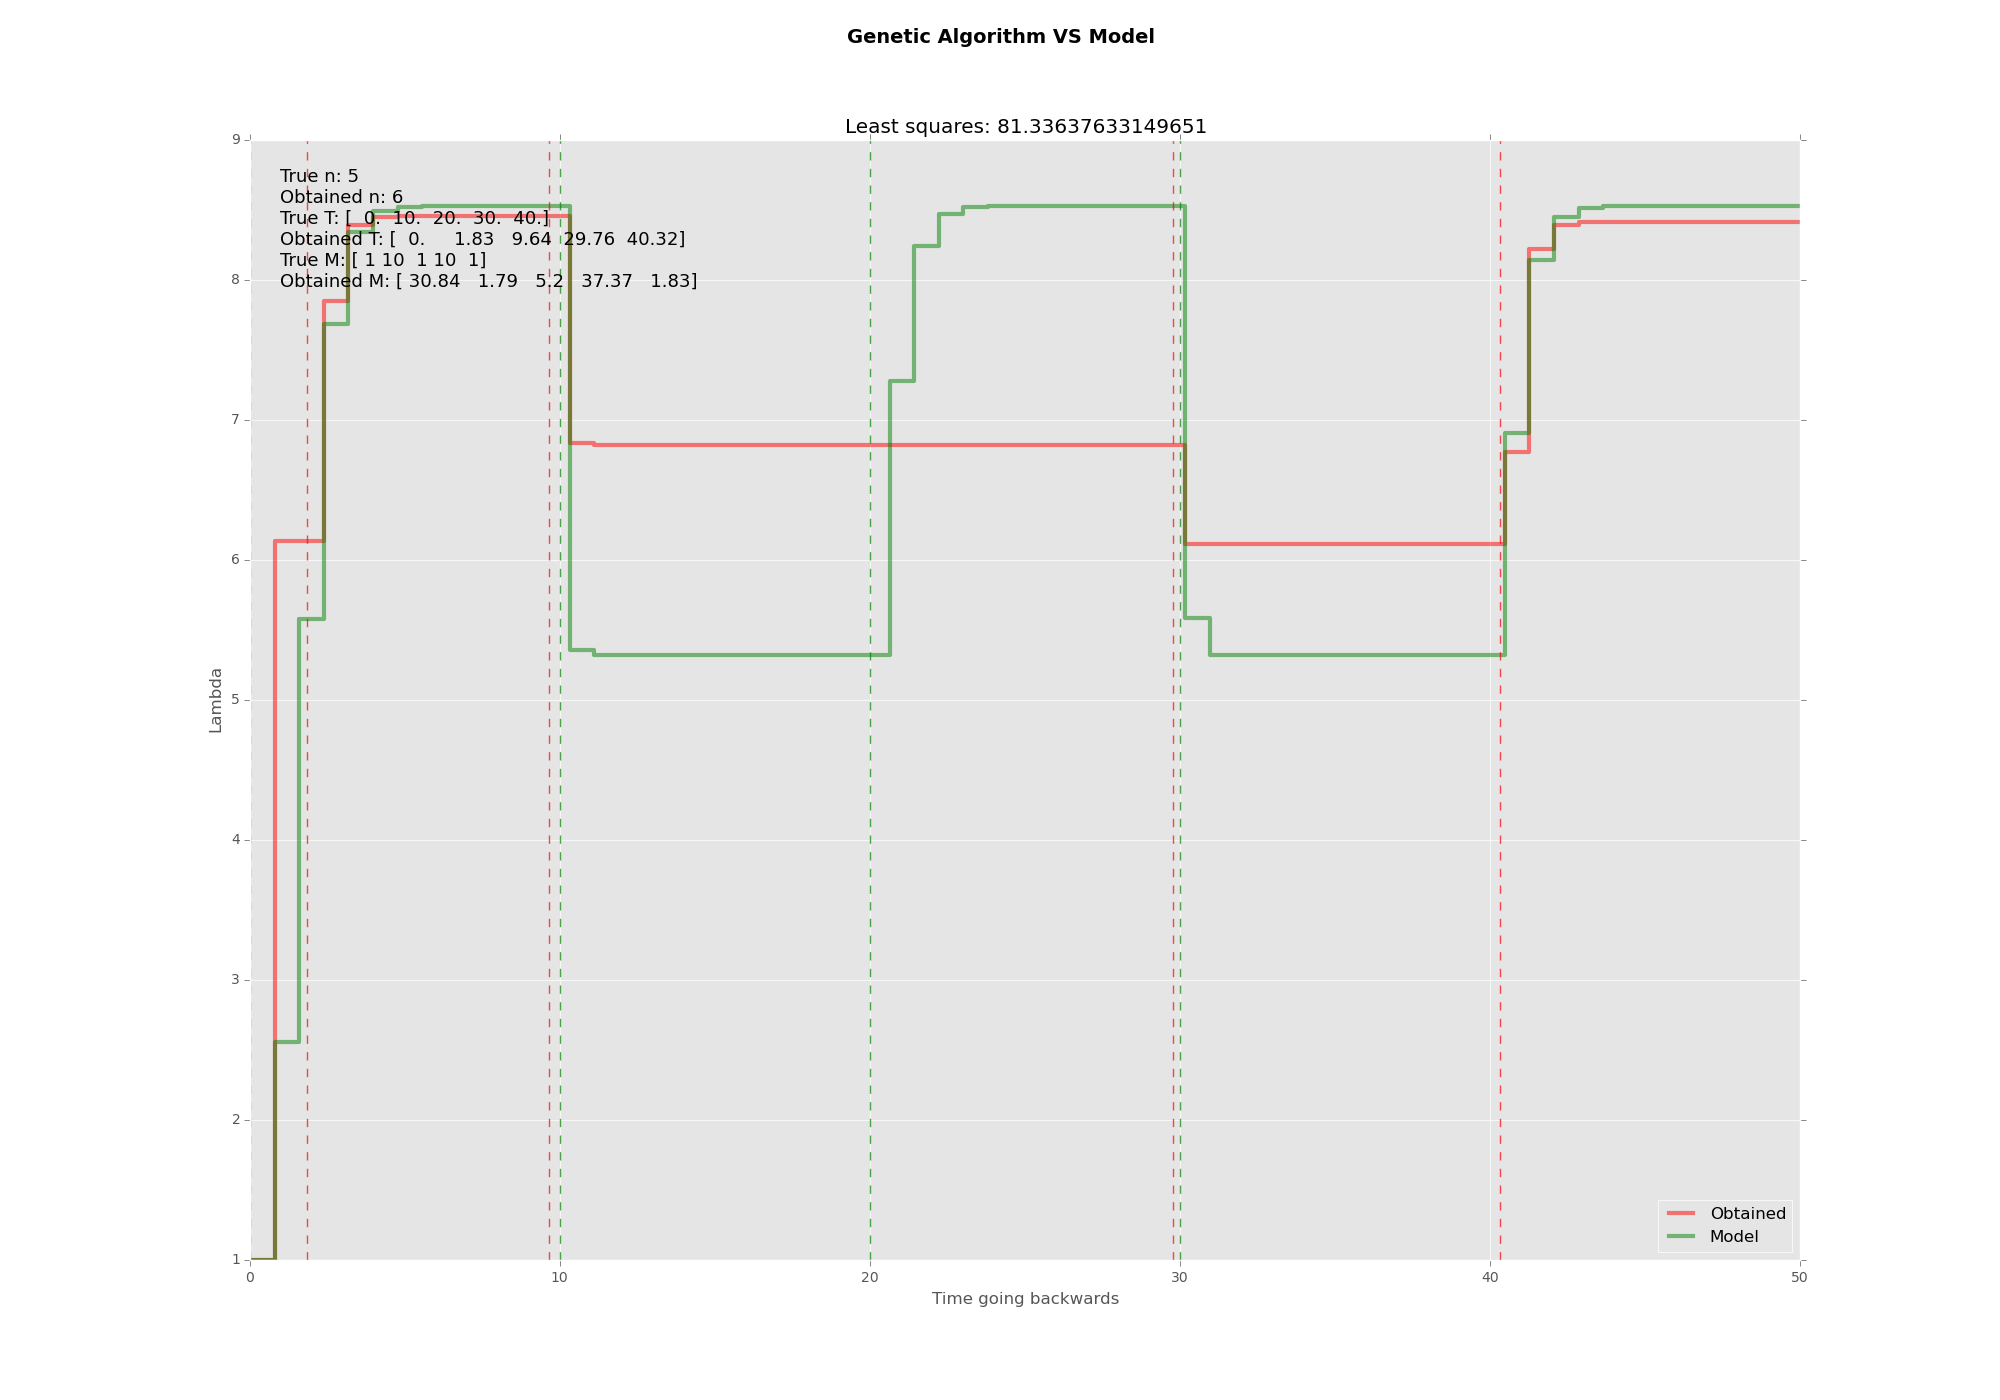 Genetic Algorithm VS Model
Least squares: 81.33637633149651
9
8
7
6
5
4
3
2
1
Lambda
True n: 5
Obtained n: 6
True T: [  0.  10.  20.  30.  40.]
Obtained T: [  0.     1.83   9.64  29.76  40.32]
True M: [ 1 10  1 10  1]
Obtained M: [ 30.84   1.79   5.2   37.37   1.83]
Obtained
Model
0 10 20 30 40 50
Time going backwards